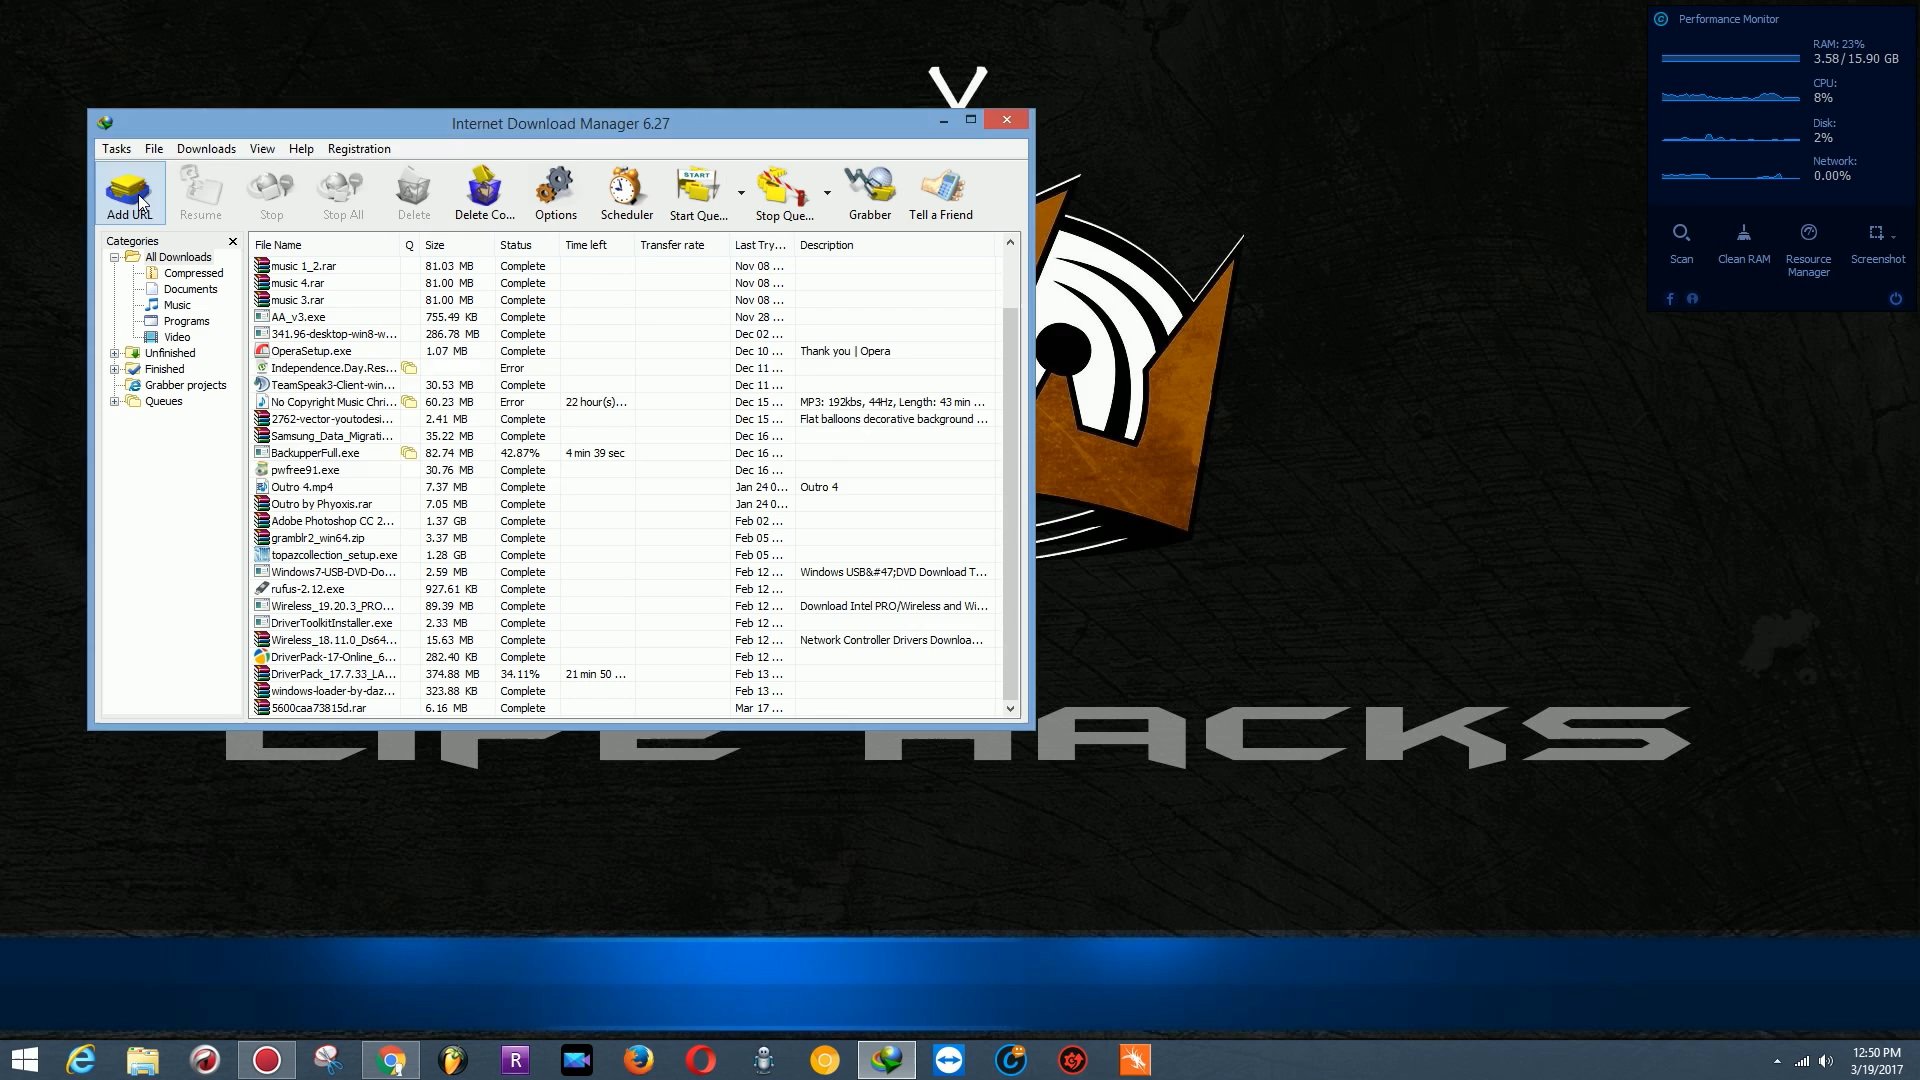 Performance Monitor
RAM: 23%
3.58/15.90 GB
CPU:
8%
Disk:
2%
Network:
0.00%
Scan
Clean RAM
Resource Manager
Screenshot
Internet Download Manager 6.27
Tasks File Downloads View Help Registration
Add URL Resume Stop Stop All Delete Delete Co... Options Scheduler Start Que... Stop Que... Grabber Tell a Friend
Categories
All Downloads
Compressed
Documents
Music
Programs
Video
Unfinished
Finished
Grabber projects
Queues
File Name Q Size Status Time left Transfer rate Last Try... Description
music 1_2.rar 81.03 MB Complete Nov 08 ...
music 4.rar 81.00 MB Complete Nov 08 ...
music 3.rar 81.00 MB Complete Nov 08 ...
AA_v3.exe 755.49 KB Complete Nov 28 ...
341.96-desktop-win8-w... 286.78 MB Complete Dec 02 ...
OperaSetup.exe 1.07 MB Complete Dec 10 ... Thank you | Opera
Independence.Day.Res... Error Dec 11 ...
TeamSpeak3-Client-win... 30.53 MB Complete Dec 11 ...
No Copyright Music Chri... 60.23 MB Error 22 hour(s)... Dec 15 ... MP3: 192kbs, 44Hz, Length: 43 min ...
2762-vector-youtodesi... 2.41 MB Complete Dec 15 ... Flat balloons decorative background ...
Samsung_Data_Migrati... 35.22 MB Complete Dec 16 ...
BackupperFull.exe 82.74 MB 42.87% 4 min 39 sec Dec 16 ...
pwfree91.exe 30.76 MB Complete Dec 16 ...
Outro 4.mp4 7.37 MB Complete Jan 24 0... Outro 4
Outro by Phyoxis.rar 7.05 MB Complete Jan 24 0...
Adobe Photoshop CC 2... 1.37 GB Complete Feb 02 ...
gramblr2_win64.zip 3.37 MB Complete Feb 05 ...
topazcollection_setup.exe 1.28 GB Complete Feb 05 ...
Windows7-USB-DVD-Do... 2.59 MB Complete Feb 12 ... Windows USB&#47;DVD Download T...
rufus-2.12.exe 927.61 KB Complete Feb 12 ...
Wireless_19.20.3_PRO... 89.39 MB Complete Feb 12 ... Download Intel PRO/Wireless and Wi...
DriverToolkitInstaller.exe 2.33 MB Complete Feb 12 ...
Wireless_18.11.0_Ds64... 15.63 MB Complete Feb 12 ... Network Controller Drivers Downloa...
DriverPack-17-Online_6... 282.40 KB Complete Feb 12 ...
DriverPack_17.7.33_LA... 374.88 MB 34.11% 21 min 50 ... Feb 13 ...
windows-loader-by-daz... 323.88 KB Complete Feb 13 ...
5600caa73815d.rar 6.16 MB Complete Mar 17 ...
LIFE HACKS
12:50 PM
3/19/2017